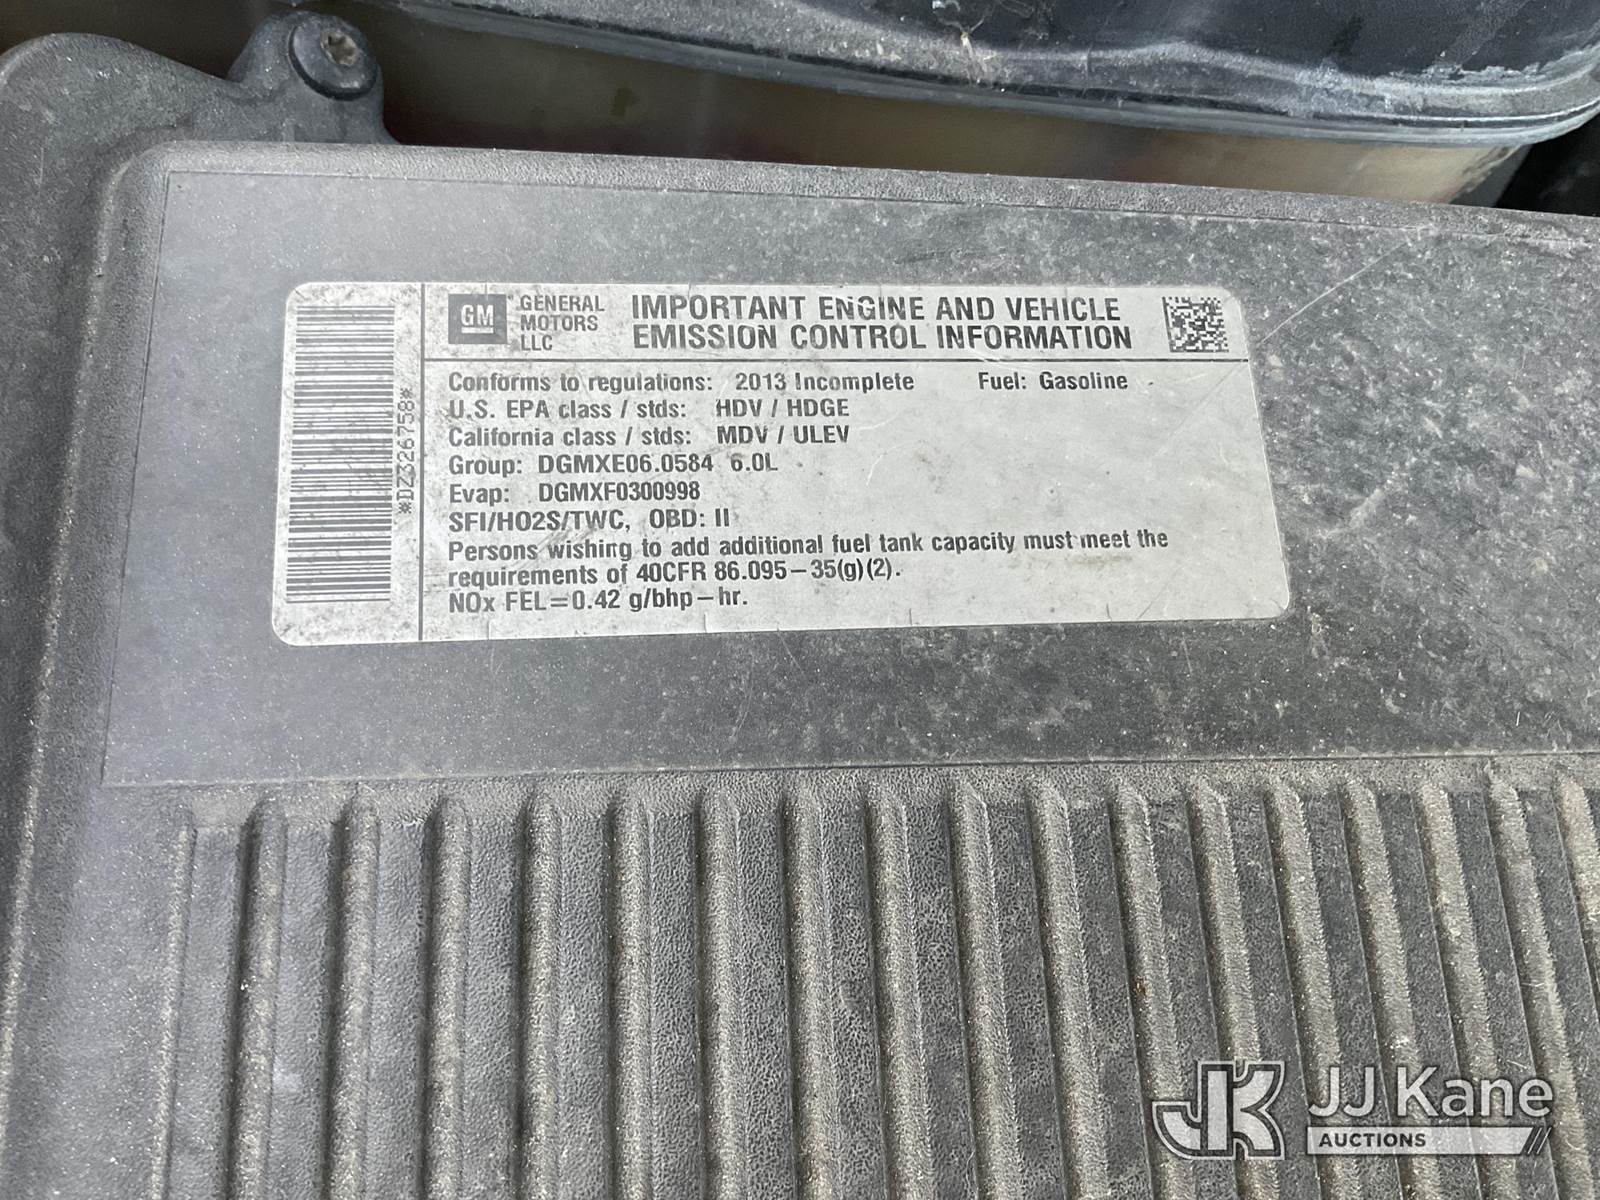 GM
GENERAL
MOTORS
LLC
IMPORTANT ENGINE AND VEHICLE
EMISSION CONTROL INFORMATION
*DZ326758*
Conforms to regulations: 2013 Incomplete Fuel: Gasoline
U.S. EPA class / stds: HDV / HDGE
California class / stds: MDV / ULEV
Group: DGMXE06.0584 6.0L
Evap: DGMXF0300998
SFI/HO2S/TWC, OBD: II
Persons wishing to add additional fuel tank capacity must meet the
requirements of 40CFR 86.095-35(g)(2).
NOx FEL=0.42 g/bhp-hr.
JK
JJ Kane
AUCTIONS